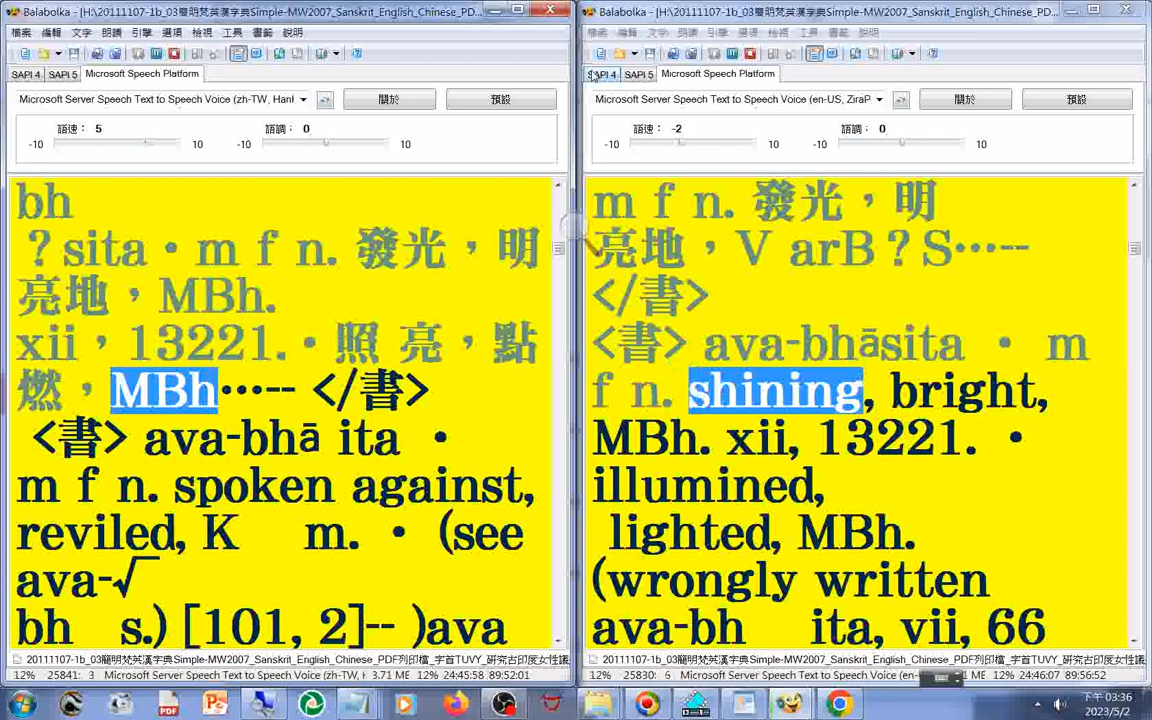 Balabolka - [H:\20111107-1b_03簡明梵英漢字典Simple-MW2007_Sanskrit_English_Chinese_PD...
檔案 編輯 文字 朗讀 引擎 選項 檢視 工具 書籤 說明
SAPI 4 SAPI 5 Microsoft Speech Platform
Microsoft Server Speech Text to Speech Voice (zh-TW, Han 關於 預設
語速： 5 語調： 0
-10 10 -10 10
bh
？sita・m f n. 發光，明
亮地，MBh.
xii，13221.・照 亮，點
燃，MBh…-- </書>
<書> ava-bhā ita ・
m f n. spoken against,
reviled, K m. ・ (see
ava-√
bh s.) [101, 2]-- )ava
20111107-1b_03簡明梵英漢字典Simple-MW2007_Sanskrit_English_Chinese_PDF列印檔_字首TUVY_研究古印度女性議
12% 25841: 3 Microsoft Server Speech Text to Speech Voice (zh-TW, H 3.71 MB 12% 24:45:58 89:52:01
Balabolka - [H:\20111107-1b_03簡明梵英漢字典Simple-MW2007_Sanskrit_English_Chinese_PD...
檔案 編輯 文字 朗讀 引擎 選項 檢視 工具 書籤 說明
SAPI 4 SAPI 5 Microsoft Speech Platform
Microsoft Server Speech Text to Speech Voice (en-US, ZiraP 關於 預設
語速： -2 語調： 0
-10 10 -10 10
m f n. 發光，明
亮地，V arB？S…--
</書>
<書> ava-bhāsita ・ m
f n. shining, bright,
MBh. xii, 13221. ・
illumined,
lighted, MBh.
(wrongly written
ava-bh ita, vii, 66
20111107-1b_03簡明梵英漢字典Simple-MW2007_Sanskrit_English_Chinese_PDF列印檔_字首TUVY_研究古印度女性議
12% 25830: 6 Microsoft Server Speech Text to Speech Voice 12% 24:46:07 89:56:52
下午 03:36
2023/5/2